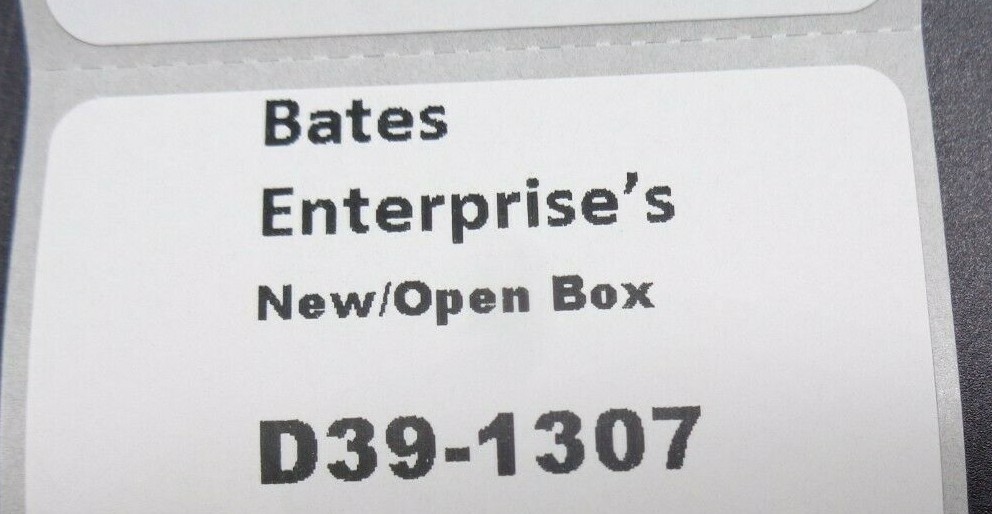 Bates
Enterprise’s
New/Open Box
D39-1307